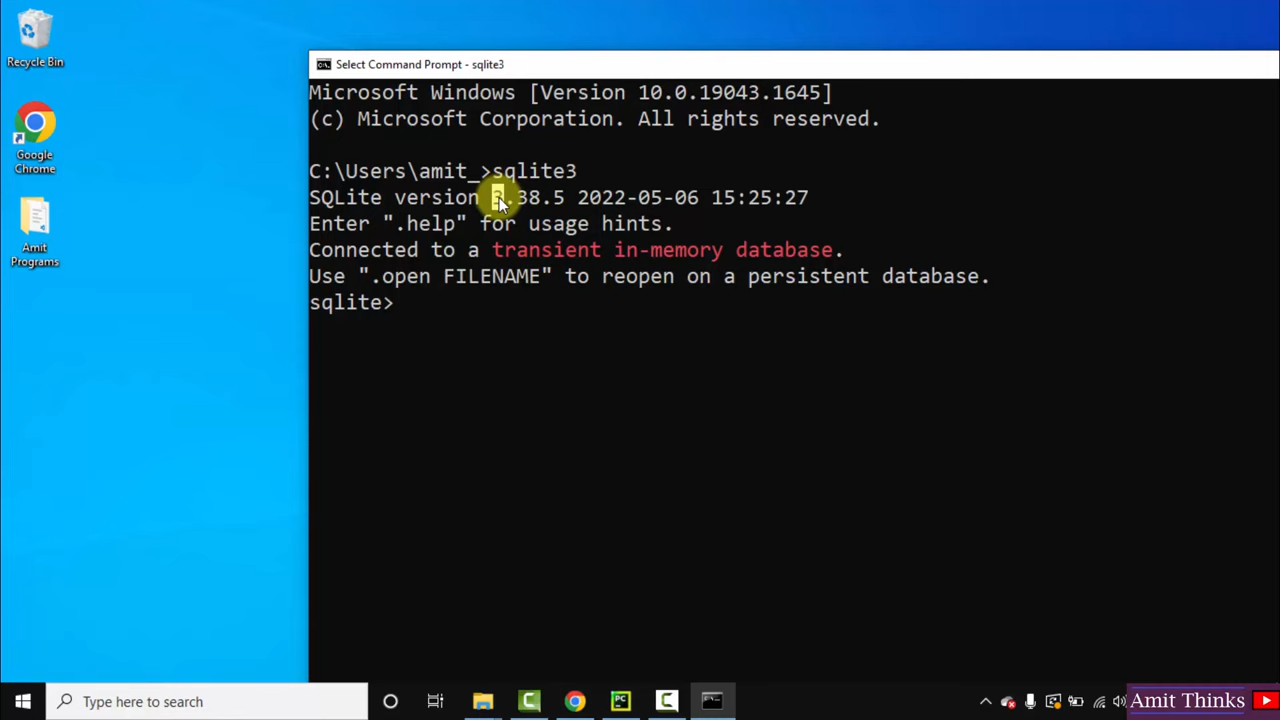 Recycle Bin
Google
Chrome
Amit
Programs
Select Command Prompt - sqlite3
Microsoft Windows [Version 10.0.19043.1645]
(c) Microsoft Corporation. All rights reserved.
C:\Users\amit_>sqlite3
SQLite version 3.38.5 2022-05-06 15:25:27
Enter ".help" for usage hints.
Connected to a transient in-memory database.
Use ".open FILENAME" to reopen on a persistent database.
sqlite>
Type here to search
PC
Amit Thinks